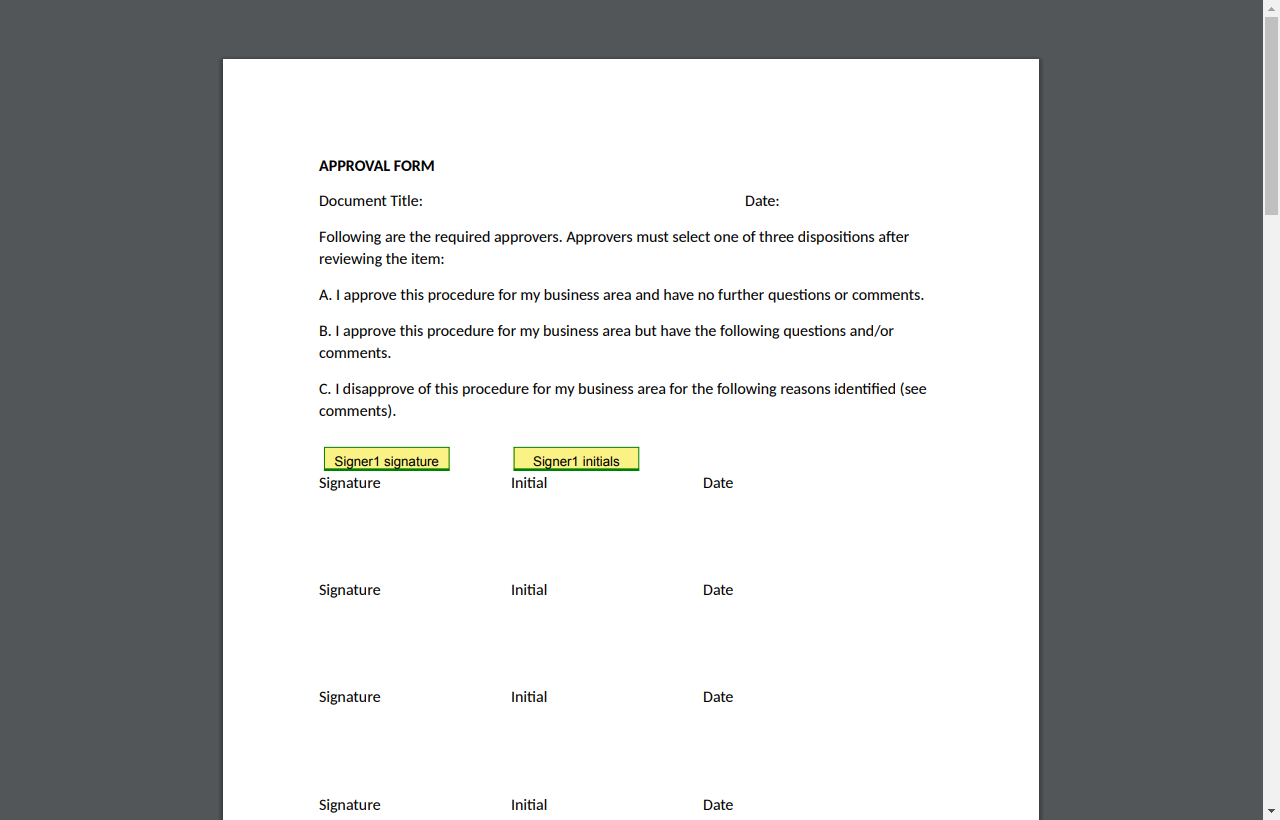 APPROVAL FORM
Document Title: Date:
Following are the required approvers. Approvers must select one of three dispositions after
reviewing the item:
A. I approve this procedure for my business area and have no further questions or comments.
B. I approve this procedure for my business area but have the following questions and/or
comments.
C. I disapprove of this procedure for my business area for the following reasons identified (see
comments).
Signer1 signature Signer1 initials
Signature Initial Date
Signature Initial Date
Signature Initial Date
Signature Initial Date